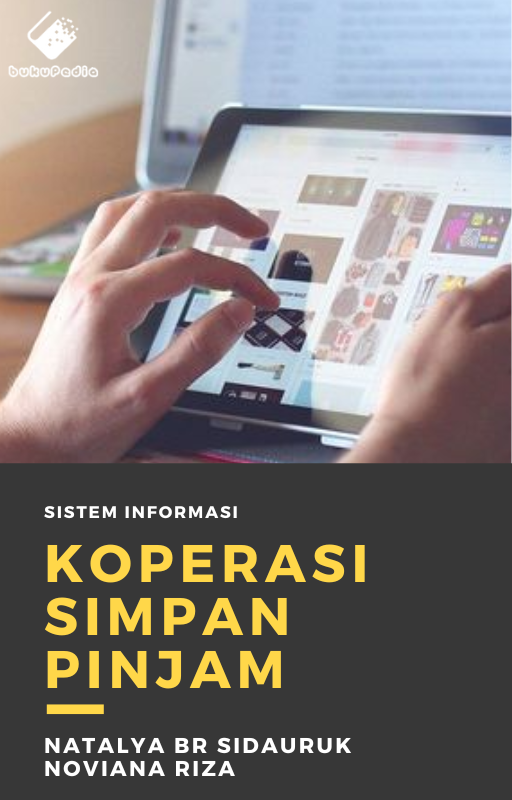 bukupedia
SISTEM INFORMASI
KOPERASI
SIMPAN
PINJAM
NATALYA BR SIDAURUK
NOVIANA RIZA